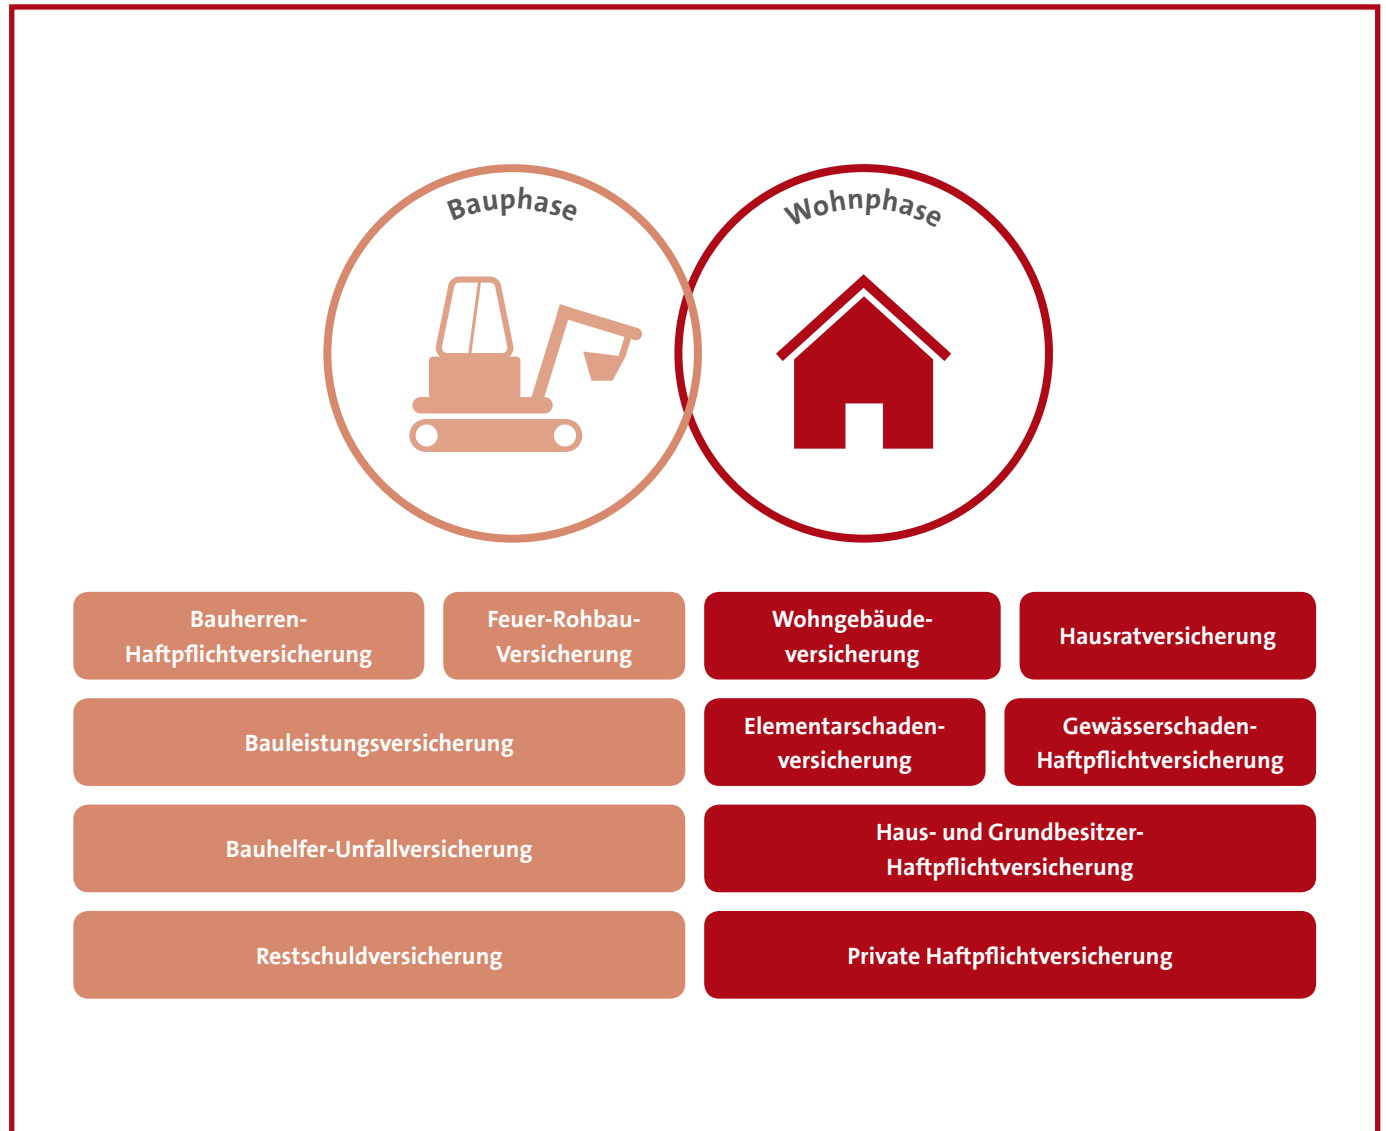 Bauphase
Wohnphase
Bauherren-
Haftpflichtversicherung
Feuer-Rohbau-
Versicherung
Wohngebäude-
versicherung
Hausratversicherung
Bauleistungsversicherung
Elementarschaden-
versicherung
Gewässerschaden-
Haftpflichtversicherung
Bauhelfer-Unfallversicherung
Haus- und Grundbesitzer-
Haftpflichtversicherung
Restschuldversicherung
Private Haftpflichtversicherung